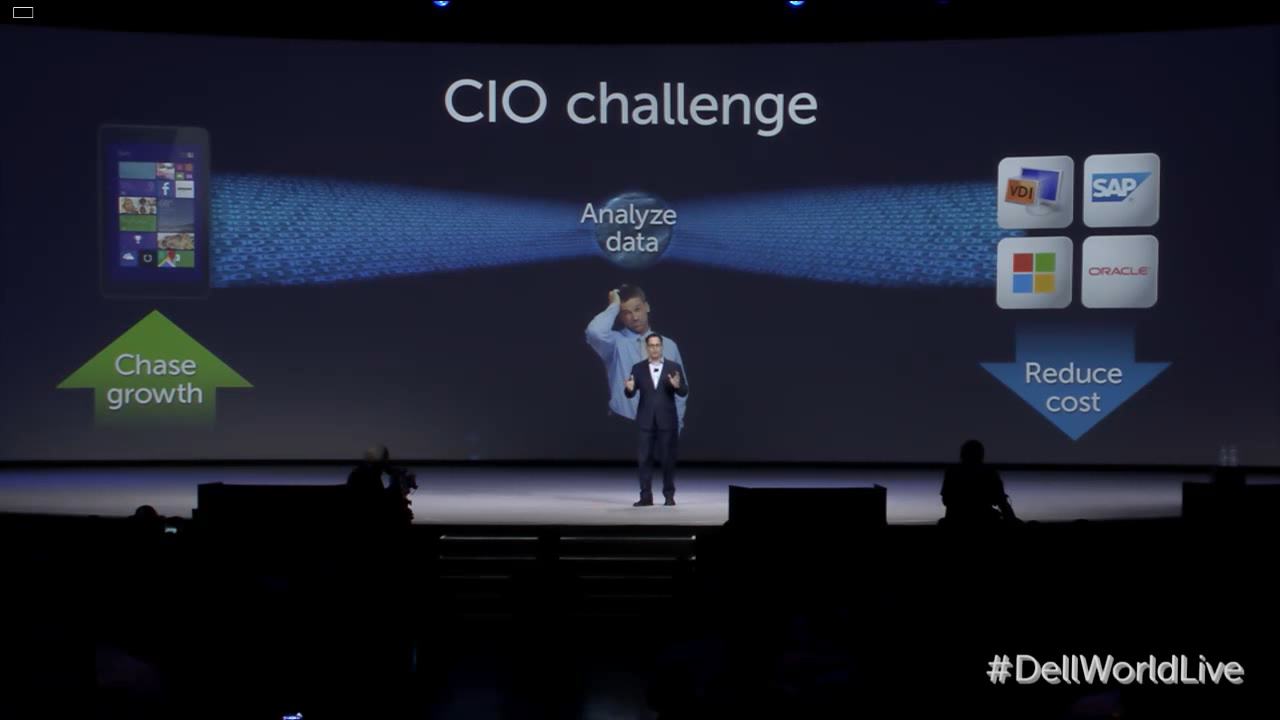 CIO challenge
Analyze
data
VDI
SAP
ORACLE
Chase
growth
Reduce
cost
#DellWorldLive